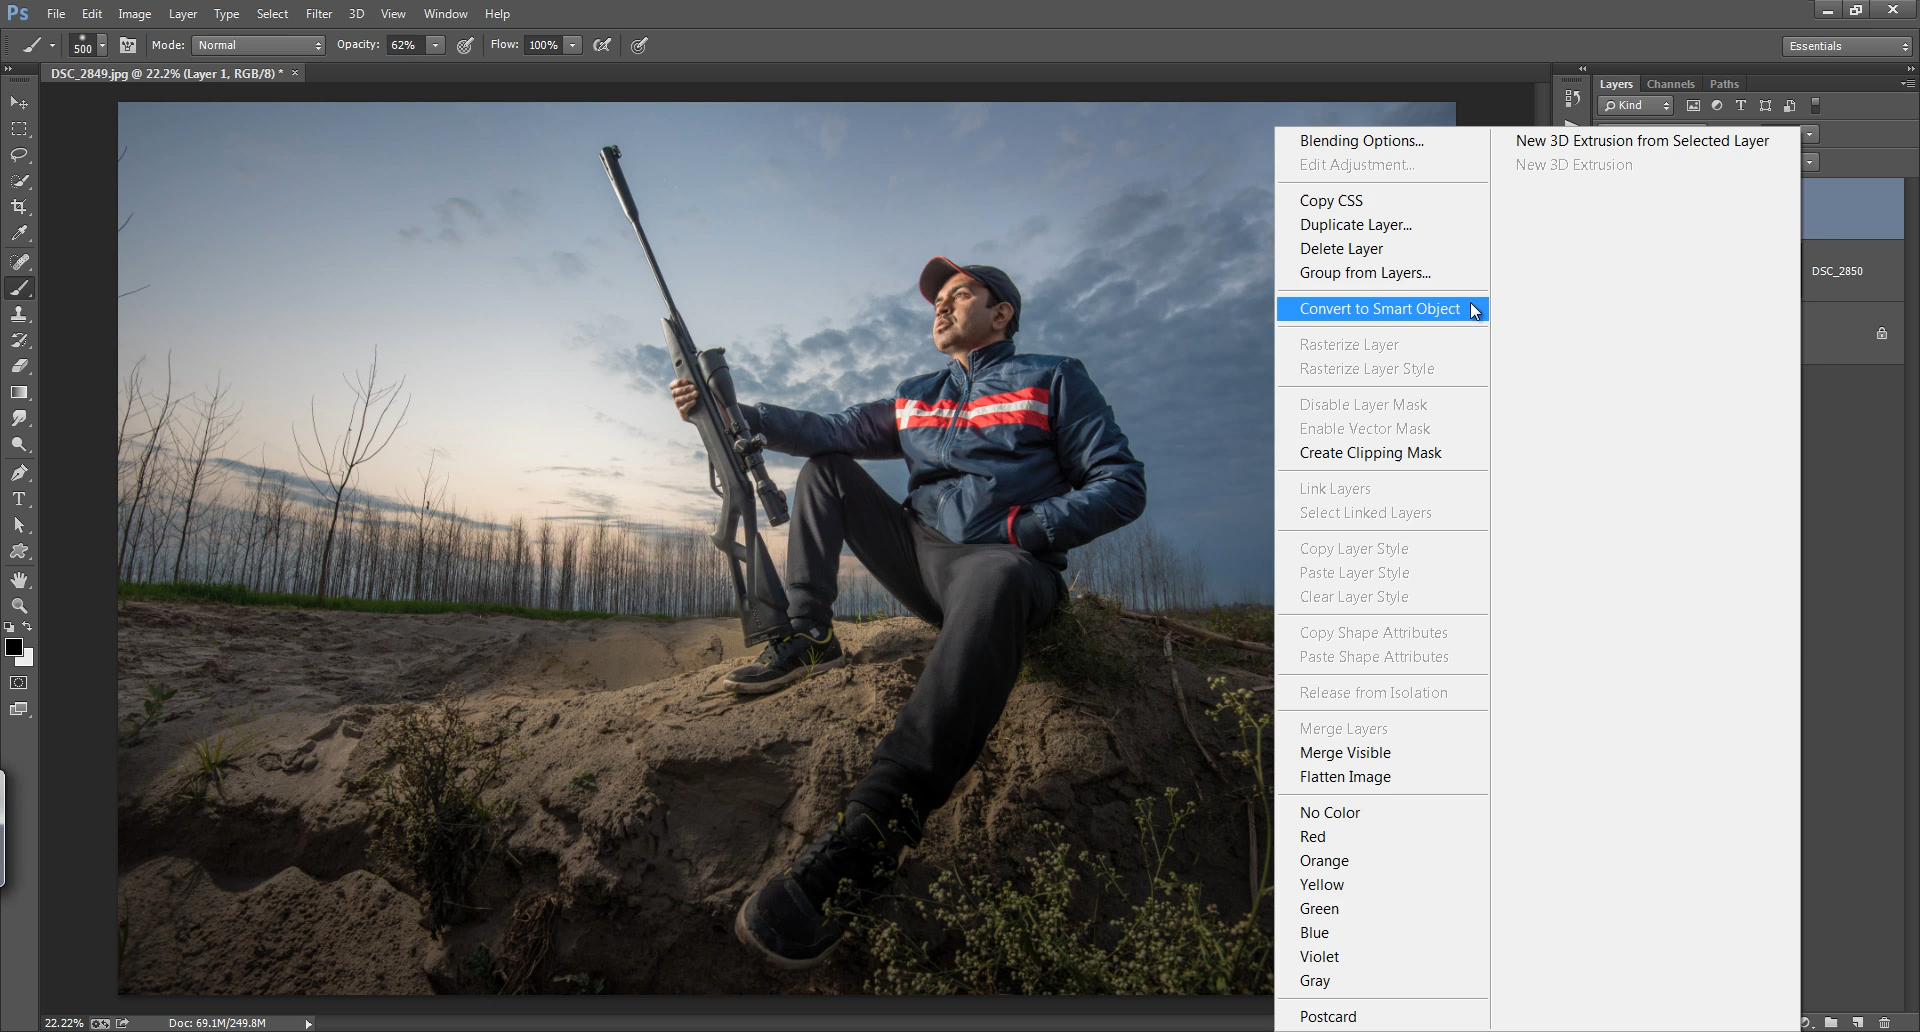 Ps File Edit Image Layer Type Select Filter 3D View Window Help
500 Mode: Normal Opacity: 62% Flow: 100% Essentials
DSC_2849.jpg @ 22.2% (Layer 1, RGB/8) * ×
Layers Channels Paths
Kind
Blending Options...
Edit Adjustment...
Copy CSS
Duplicate Layer...
Delete Layer
Group from Layers...
Convert to Smart Object
Rasterize Layer
Rasterize Layer Style
Disable Layer Mask
Enable Vector Mask
Create Clipping Mask
Link Layers
Select Linked Layers
Copy Layer Style
Paste Layer Style
Clear Layer Style
Copy Shape Attributes
Paste Shape Attributes
Release from Isolation
Merge Layers
Merge Visible
Flatten Image
No Color
Red
Orange
Yellow
Green
Blue
Violet
Gray
Postcard
New 3D Extrusion from Selected Layer
New 3D Extrusion
DSC_2850
22.22% Doc: 69.1M/249.8M